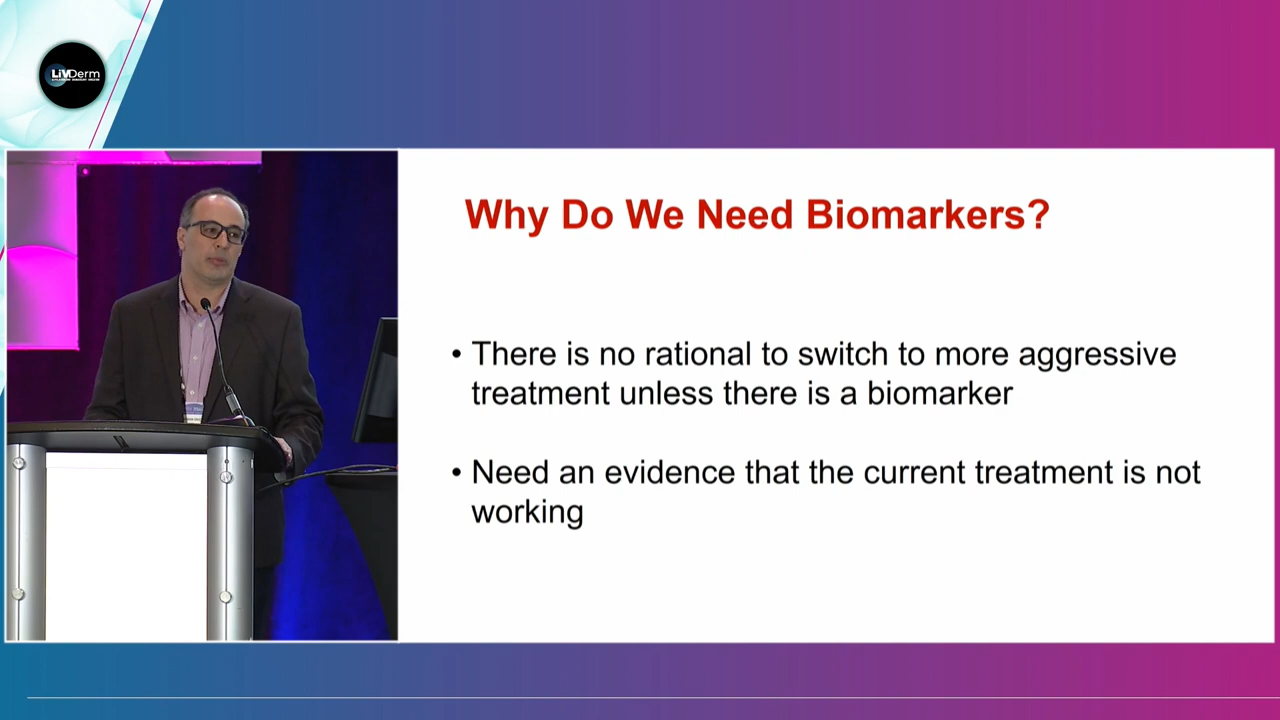 LiVDerm
Why Do We Need Biomarkers?
• There is no rational to switch to more aggressive
treatment unless there is a biomarker
• Need an evidence that the current treatment is not
working